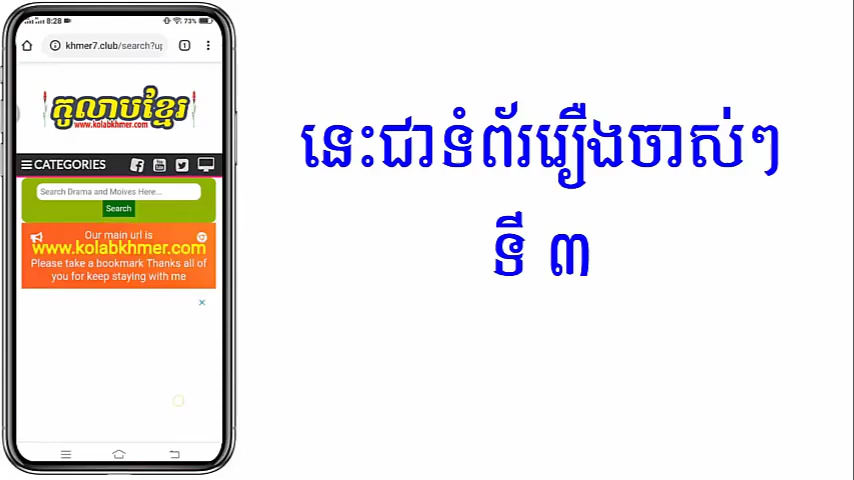 8:28
73%
khmer7.club/search?up
1
កូលាបខ្មែរ
www.kolabkhmer.com
CATEGORIES
Search Drama and Moives Here...
Search
Our main url is
www.kolabkhmer.com
Please take a bookmark Thanks all of
you for keep staying with me
នេះជាទំព័ររឿងចាស់ៗ
ទី ៣